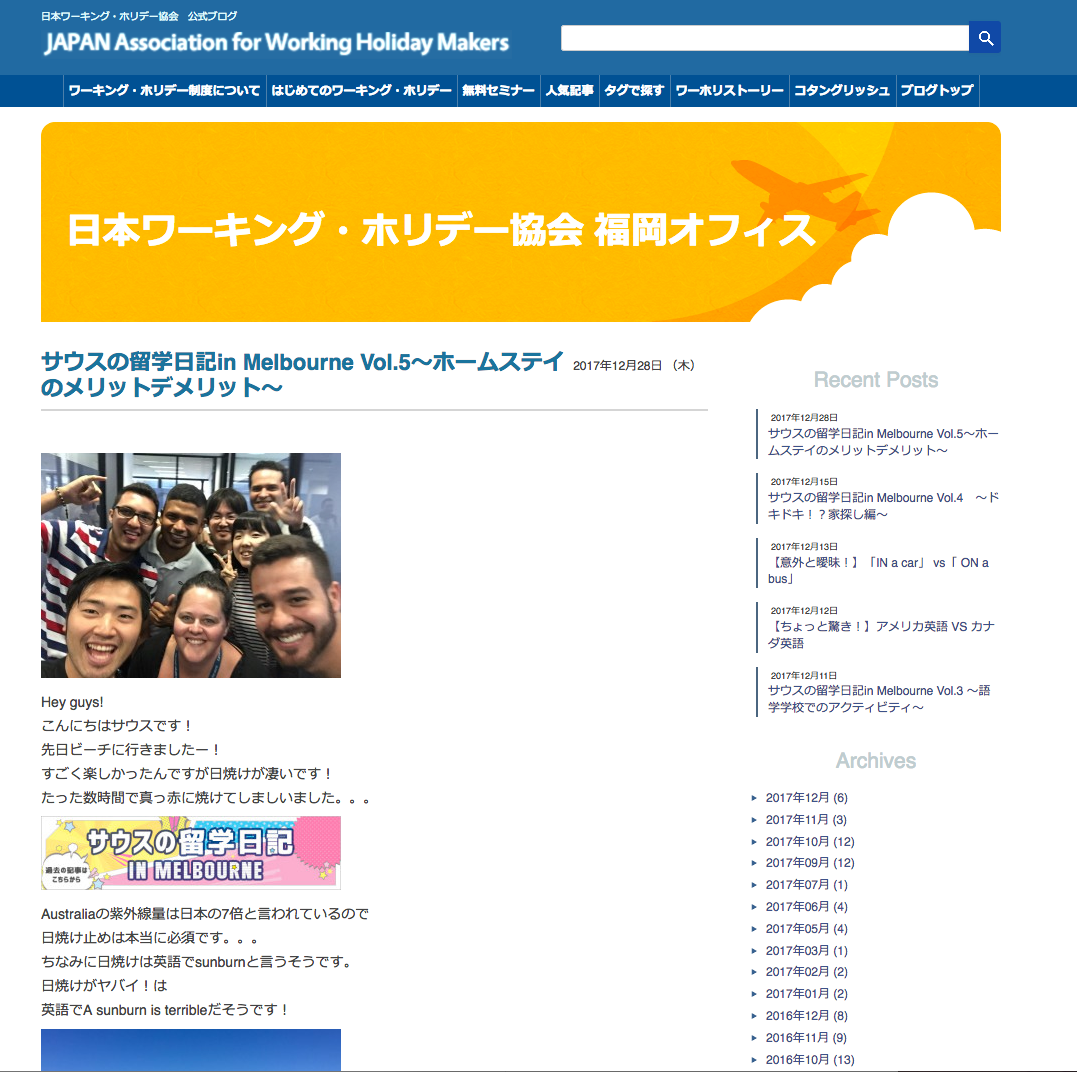 日本ワーキング・ホリデー協会　公式ブログ
JAPAN Association for Working Holiday Makers
ワーキング・ホリデー制度について
はじめてのワーキング・ホリデー
無料セミナー
人気記事
タグで探す
ワーホリストーリー
コタングリッシュ
ブログトップ
日本ワーキング・ホリデー協会 福岡オフィス
サウスの留学日記in Melbourne Vol.5〜ホームステイ
のメリットデメリット〜
2017年12月28日 （木）
Hey guys!
こんにちはサウスです！
先日ビーチに行きましたー！
すごく楽しかったんですが日焼けが凄いです！
たった数時間で真っ赤に焼けてしましいました。。。
サウスの留学日記
IN MELBOURNE
過去の記事は
こちらから
Australiaの紫外線量は日本の7倍と言われているので
日焼け止めは本当に必須です。。。
ちなみに日焼けは英語でsunburnと言うそうです。
日焼けがヤバイ！は
英語でA sunburn is terribleだそうです！
Recent Posts
2017年12月28日
サウスの留学日記in Melbourne Vol.5〜ホー
ムステイのメリットデメリット〜
2017年12月15日
サウスの留学日記in Melbourne Vol.4　〜ド
キドキ！？家探し編〜
2017年12月13日
【意外と曖昧！】「IN a car」 vs「 ON a
bus」
2017年12月12日
【ちょっと驚き！】アメリカ英語 VS カナ
ダ英語
2017年12月11日
サウスの留学日記in Melbourne Vol.3 〜語
学学校でのアクティビティ〜
Archives
2017年12月 (6)
2017年11月 (3)
2017年10月 (12)
2017年09月 (12)
2017年07月 (1)
2017年06月 (4)
2017年05月 (4)
2017年03月 (1)
2017年02月 (2)
2017年01月 (2)
2016年12月 (8)
2016年11月 (9)
2016年10月 (13)